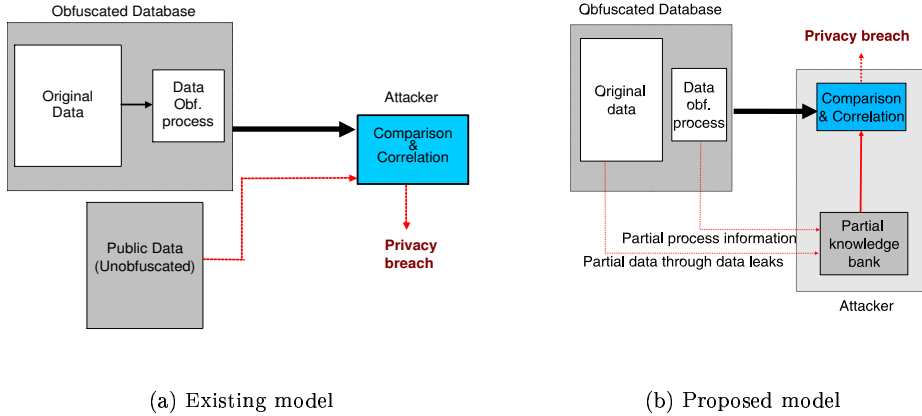 Obfuscated Database
Original
Data
Data
Obf.
process
Attacker
Comparison
&
Correlation
Public Data
(Unobfuscated)
Privacy
breach
(a) Existing model
Obfuscated Database
Original
data
Data
obf.
process
Privacy breach
Comparison
& Correlation
Partial process information
Partial data through data leaks
Partial
knowledge
bank
Attacker
(b) Proposed model